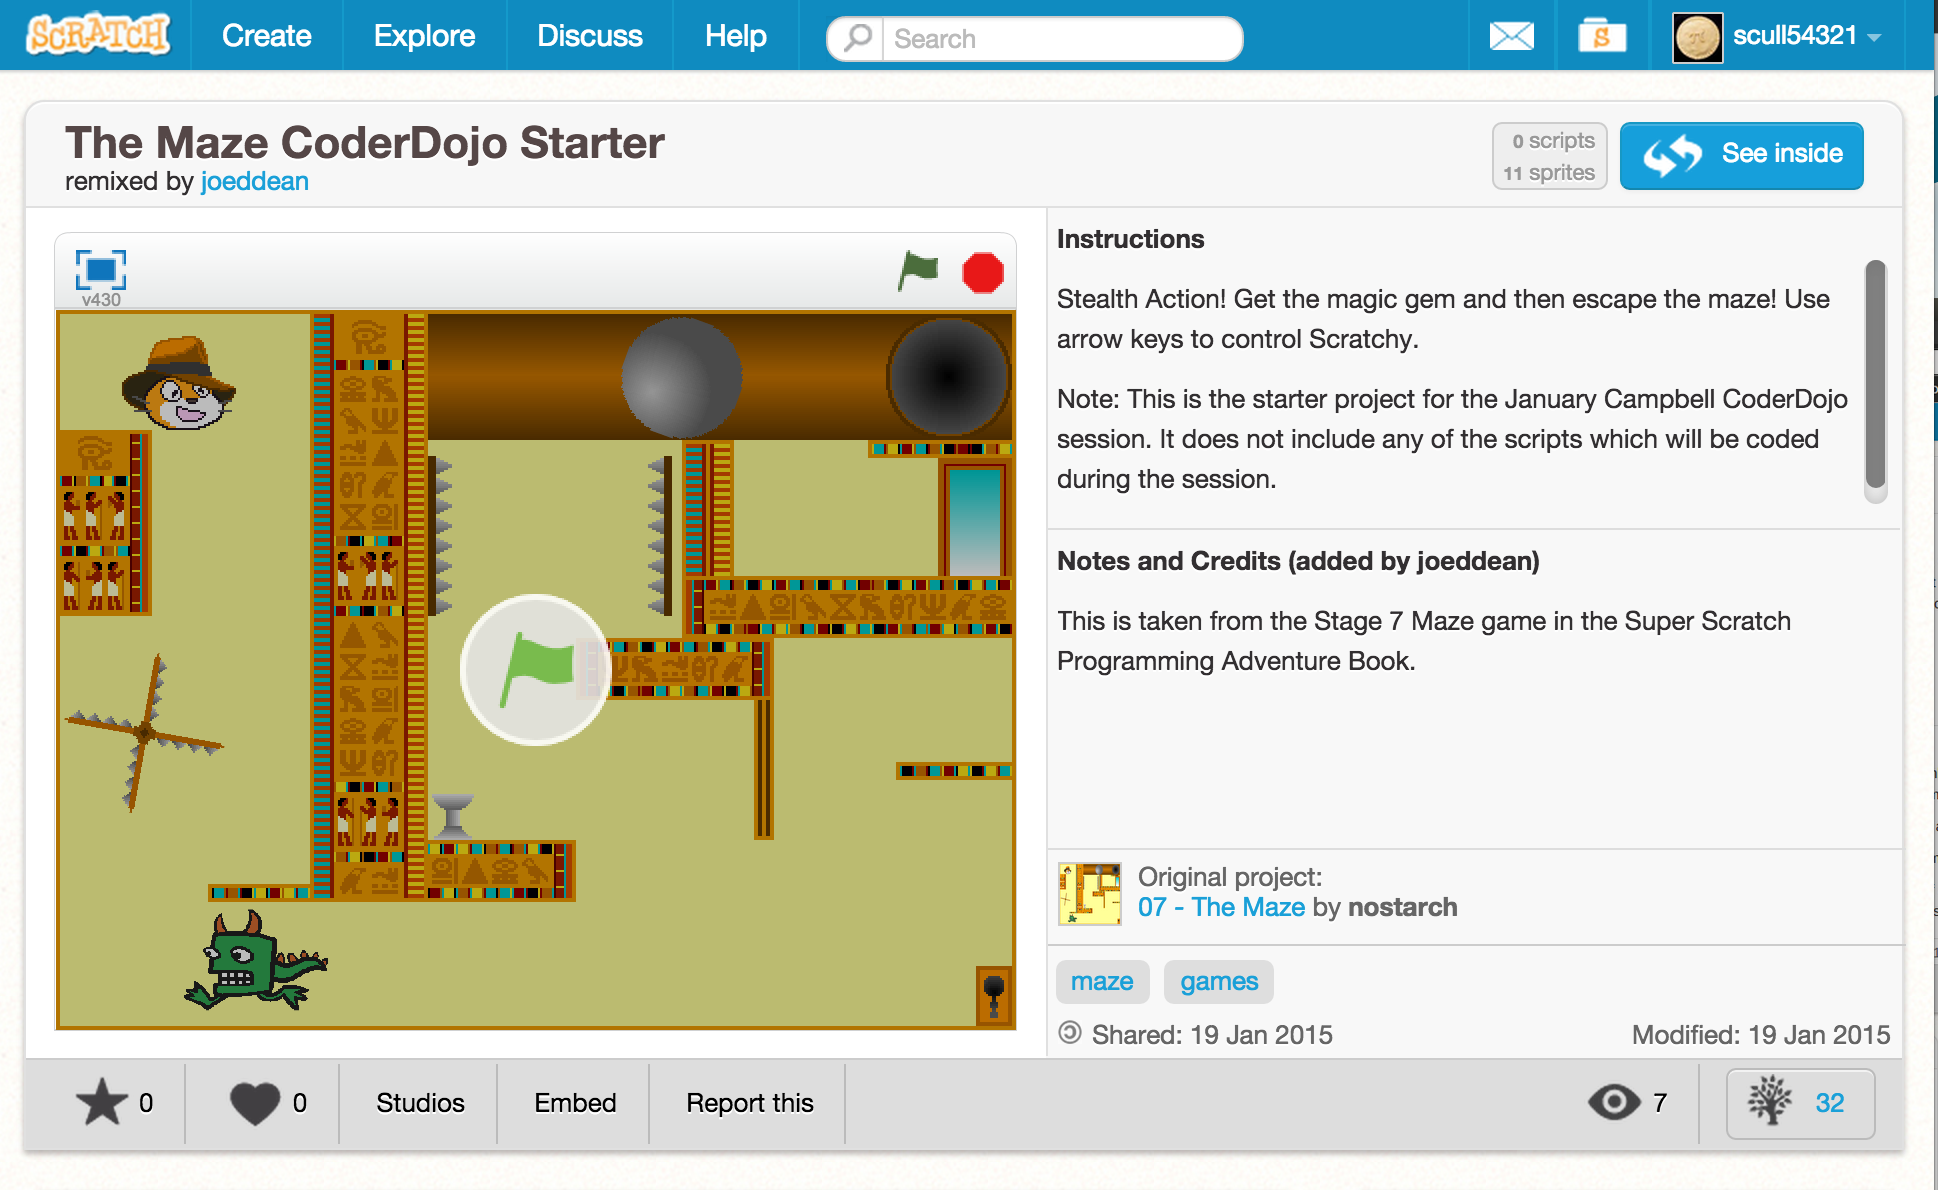 SCRATCH
Create
Explore
Discuss
Help
Search
S
scull54321
The Maze CoderDojo Starter
remixed by joeddean
0 scripts
11 sprites
See inside
v430
Instructions
Stealth Action! Get the magic gem and then escape the maze! Use
arrow keys to control Scratchy.
Note: This is the starter project for the January Campbell CoderDojo
session. It does not include any of the scripts which will be coded
during the session.
Notes and Credits (added by joeddean)
This is taken from the Stage 7 Maze game in the Super Scratch
Programming Adventure Book.
Original project:
07 - The Maze by nostarch
maze
games
Shared: 19 Jan 2015
Modified: 19 Jan 2015
0
0
Studios
Embed
Report this
7
32